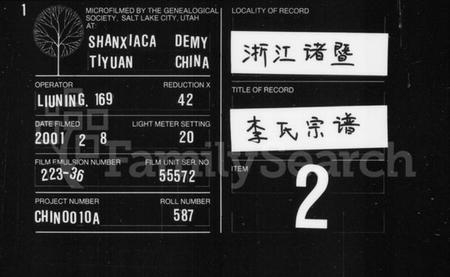 1
MICROFILMED BY THE GENEALOGICAL
SOCIETY, SALT LAKE CITY, UTAH
AT:
SHANXIACA DEMY
TIYUAN CHINA
OPERATOR REDUCTION X
LIUNING. 169 42
DATE FILMED LIGHT METER SETTING
2001 2 8 20
FILM EMULSION NUMBER FILM UNIT SER. NO.
223-36 55572
PROJECT NUMBER ROLL NUMBER
CHIN0010A 587
LOCALITY OF RECORD
浙江诸暨
TITLE OF RECORD
李氏宗谱
ITEM
2
FamilySearch